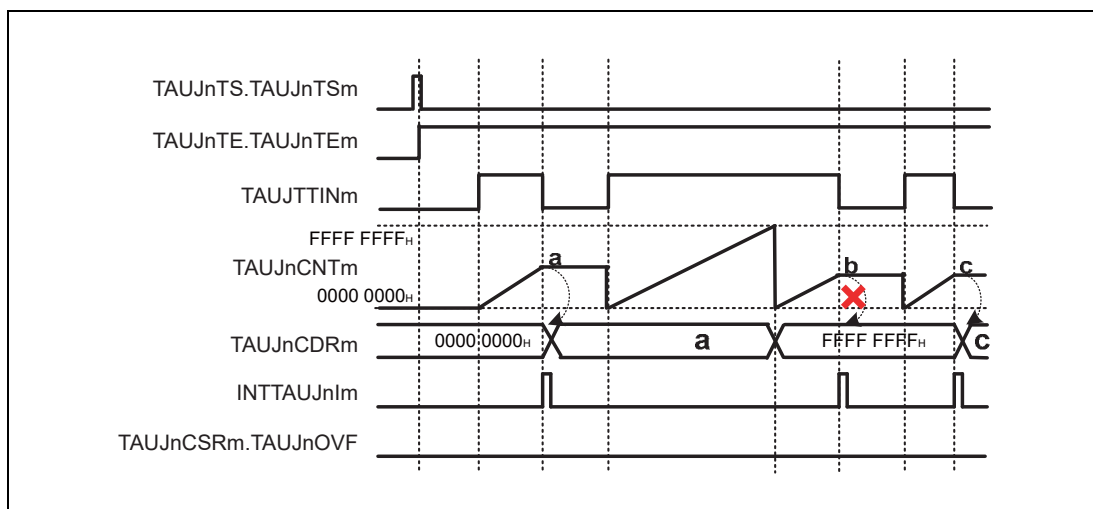 TAUJnTS.TAUJnTSm
TAUJnTE.TAUJnTEm
TAUJTTINm
FFFF FFFFH
TAUJnCNTm
0000 0000H
a
b
c
TAUJnCDRm
0000 0000H
a
FFFF FFFFH
c
INTTAUJnIm
TAUJnCSRm.TAUJnOVF